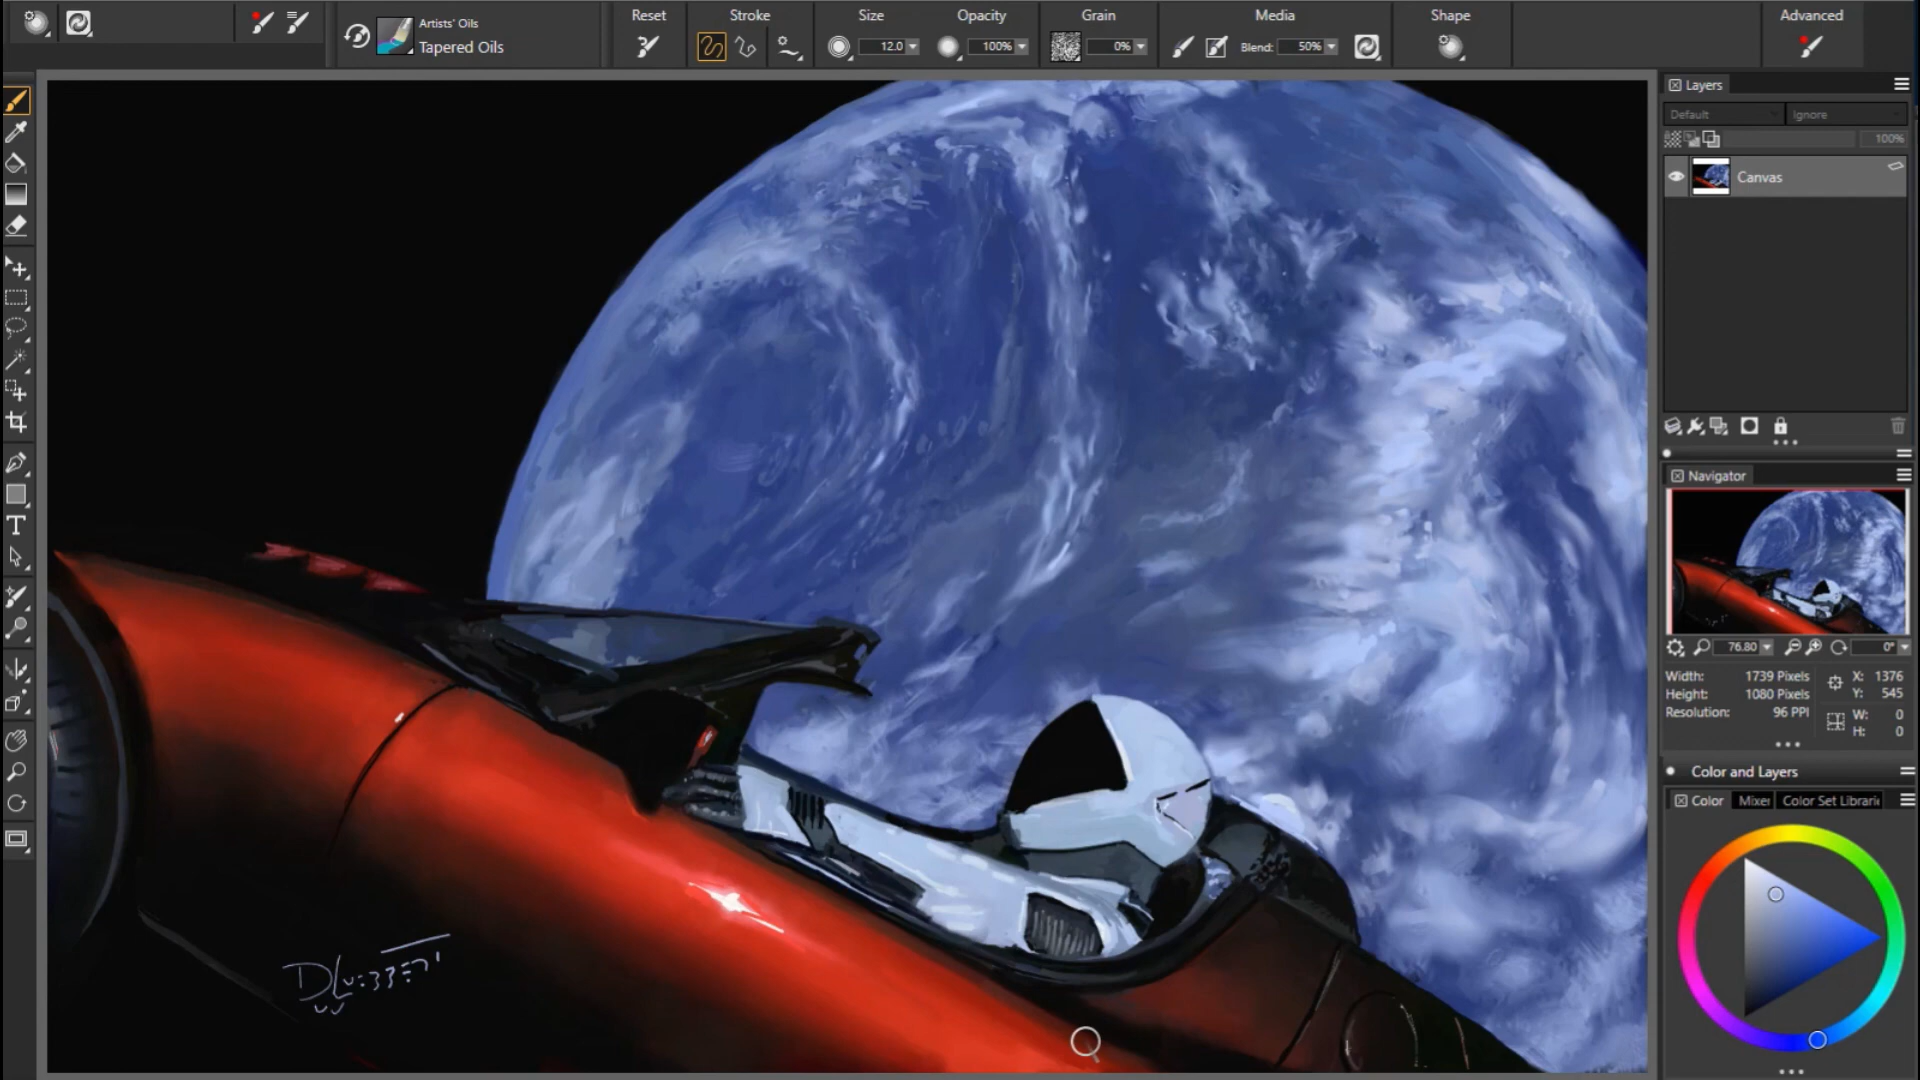 Reset
Stroke
Size
Opacity
Grain
Media
Shape
Advanced
Artists' Oils
Tapered Oils
12.0
100%
0%
Blend: 50%
Layers
Default
Ignore
100%
Canvas
Navigator
76.80
0°
Width: 1739 Pixels
Height: 1080 Pixels
Resolution: 96 PPI
X: 1376
Y: 545
W: 0
H: 0
Color and Layers
Color
Mixer
Color Set Librari
T